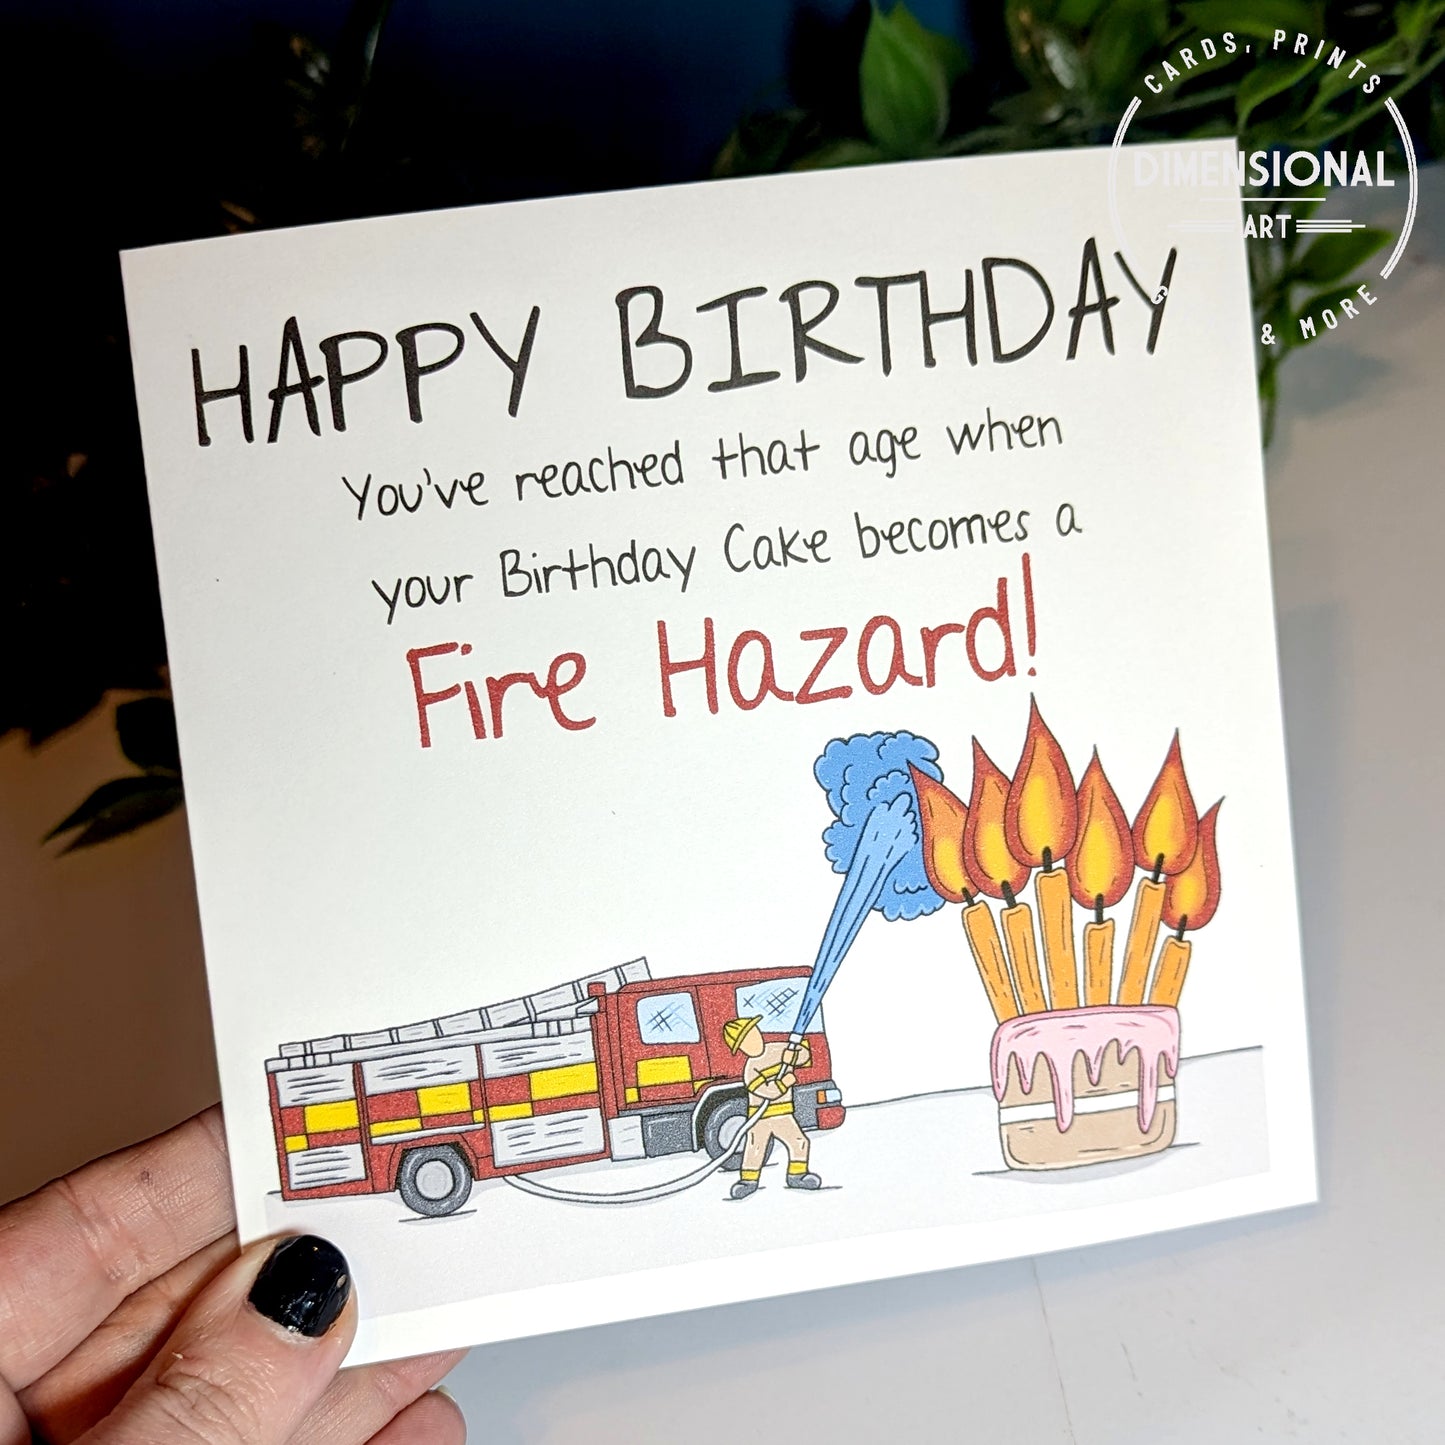 CARDS, PRINTS
DIMENSIONAL
ART
& MORE
HAPPY BIRTHDAY
You've reached that age when
your Birthday Cake becomes a
Fire Hazard!